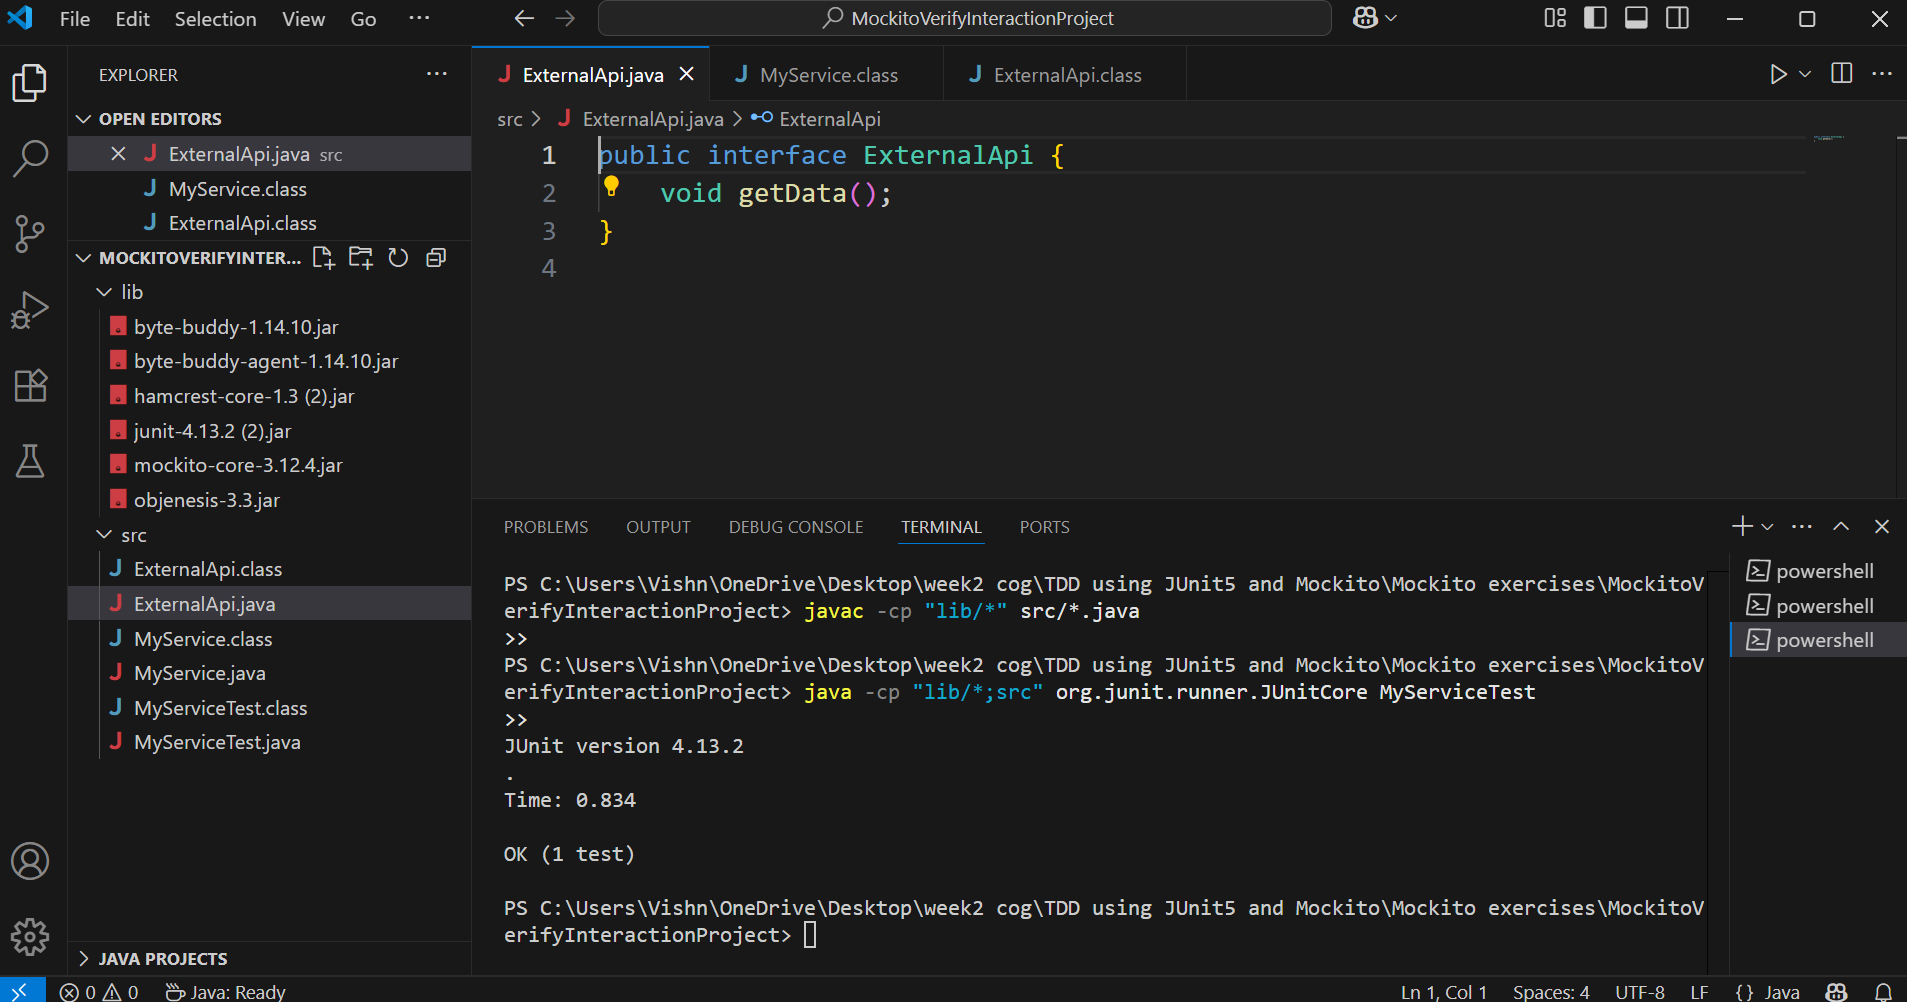 File Edit Selection View Go ···
MockitoVerifyInteractionProject
EXPLORER ···
OPEN EDITORS
ExternalApi.java src
MyService.class
ExternalApi.class
MOCKITOVERIFYINTER...
lib
byte-buddy-1.14.10.jar
byte-buddy-agent-1.14.10.jar
hamcrest-core-1.3 (2).jar
junit-4.13.2 (2).jar
mockito-core-3.12.4.jar
objenesis-3.3.jar
src
ExternalApi.class
ExternalApi.java
MyService.class
MyService.java
MyServiceTest.class
MyServiceTest.java
JAVA PROJECTS
J ExternalApi.java J MyService.class J ExternalApi.class
src > J ExternalApi.java > ExternalApi
1 public interface ExternalApi {
2 void getData();
3 }
4
PROBLEMS OUTPUT DEBUG CONSOLE TERMINAL PORTS
PS C:\Users\Vishn\OneDrive\Desktop\week2 cog\TDD using JUnit5 and Mockito\Mockito exercises\MockitoV
erifyInteractionProject> javac -cp "lib/*" src/*.java
>>
PS C:\Users\Vishn\OneDrive\Desktop\week2 cog\TDD using JUnit5 and Mockito\Mockito exercises\MockitoV
erifyInteractionProject> java -cp "lib/*;src" org.junit.runner.JUnitCore MyServiceTest
>>
JUnit version 4.13.2
.
Time: 0.834
OK (1 test)
PS C:\Users\Vishn\OneDrive\Desktop\week2 cog\TDD using JUnit5 and Mockito\Mockito exercises\MockitoV
erifyInteractionProject>
powershell
powershell
powershell
0 0 Java: Ready
Ln 1, Col 1 Spaces: 4 UTF-8 LF {} Java